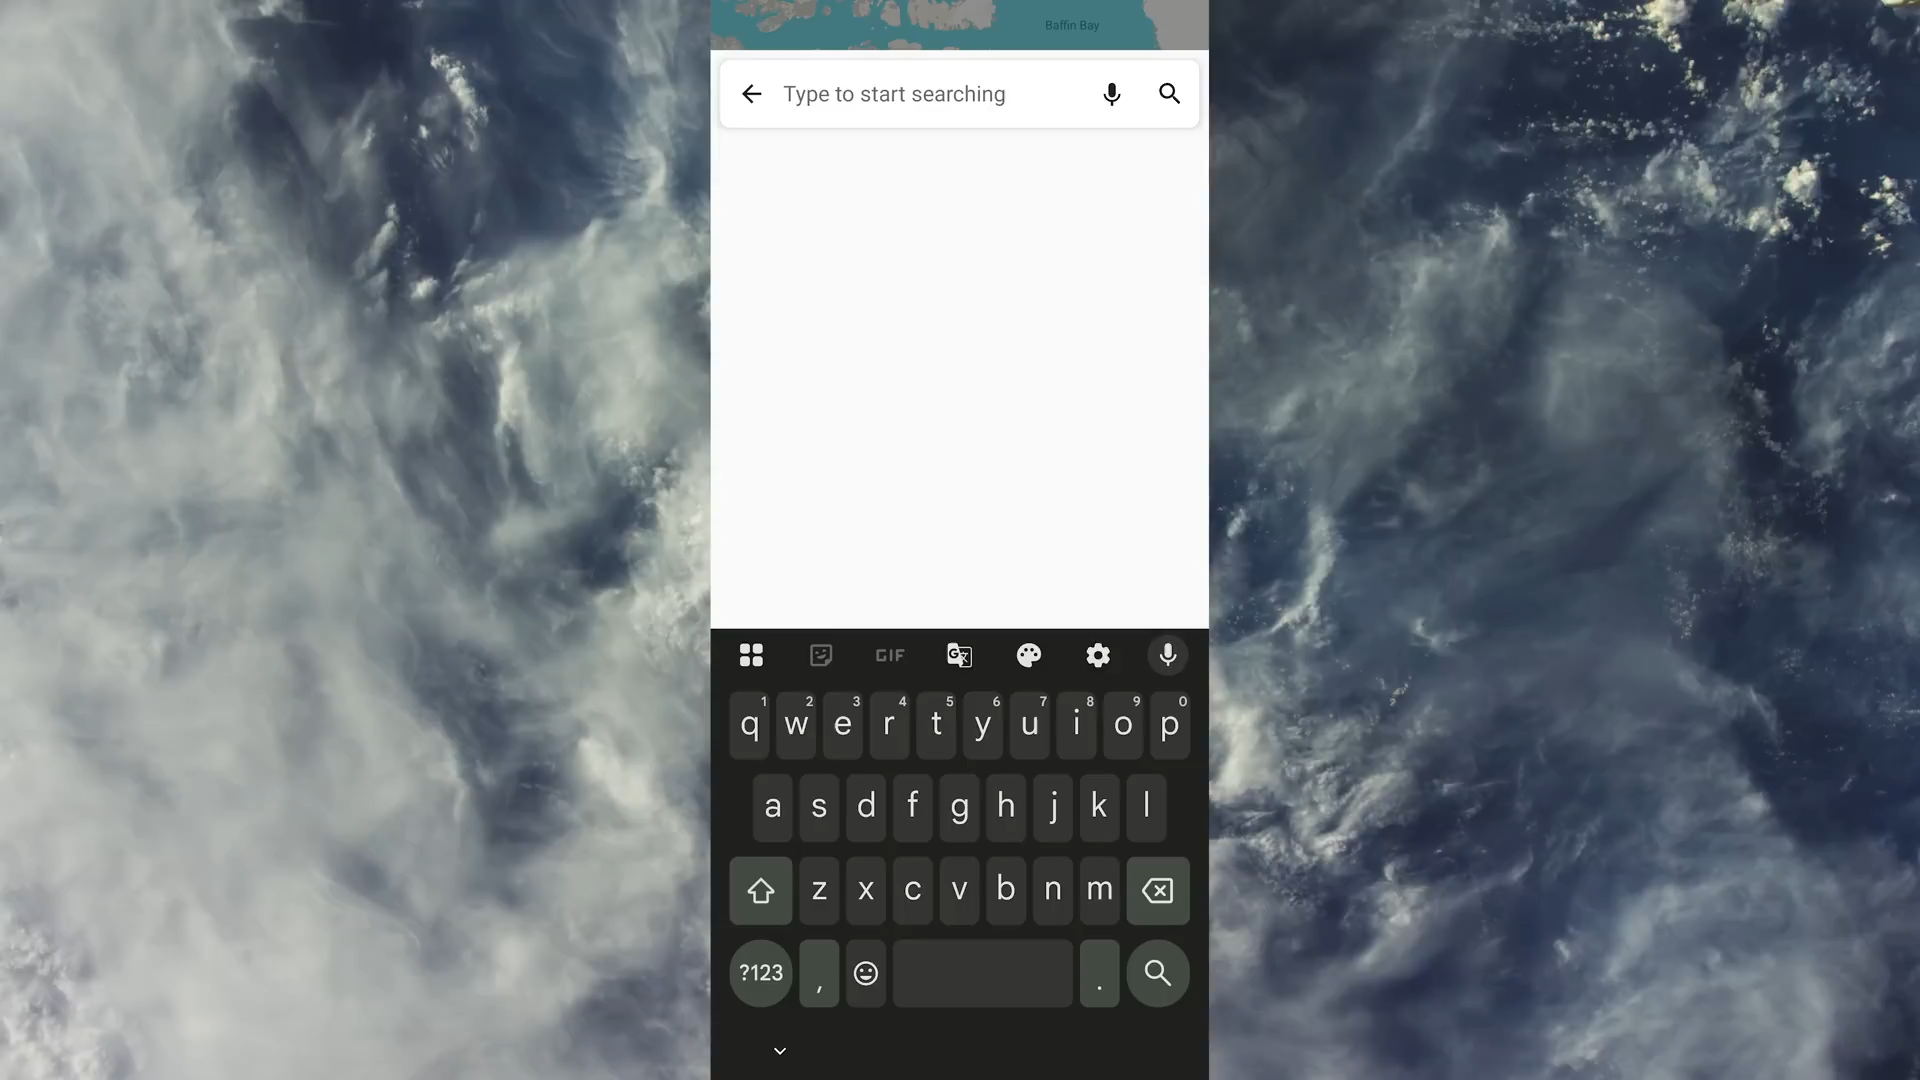 Baffin Bay
Type to start searching
GIF
G
1 2 3 4 5 6 7 8 9 0
q w e r t y u i o p
a s d f g h j k l
z x c v b n m
?123 , .